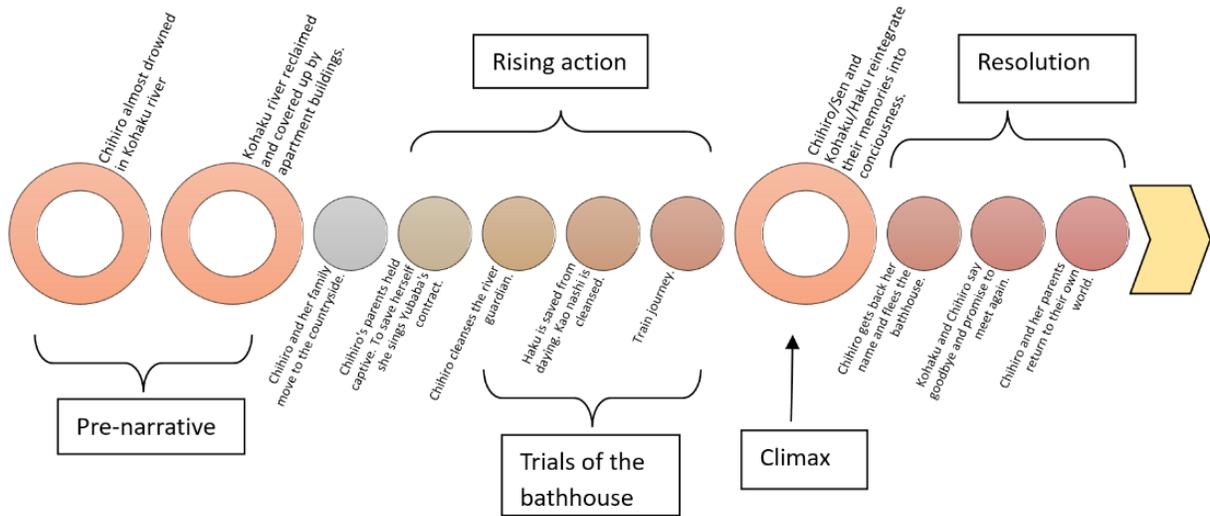 Chihiro almost drowned
in Kohaku river
Kohaku river reclaimed
and covered up by
apartment buildings.
Rising action
Chihiro/Sen and
Kohaku/Haku reintegrate
their memories into
conciousness.
Resolution
Chihiro and her family
move to the countryside.
Chihiro's parents held
captive. To save herself
she sings Yubaba's
contract.
Chihiro cleanses the river
guardian.
Haku is saved from
daying. Kao nashi is
cleansed.
Train journey.
Chihiro gets back her
name and flees the
bathhouse.
Kohaku and Chihiro say
goodbye and promise to
meet again.
Chihiro and her parents
return to their own
world.
Pre-narrative
Trials of the
bathhouse
Climax